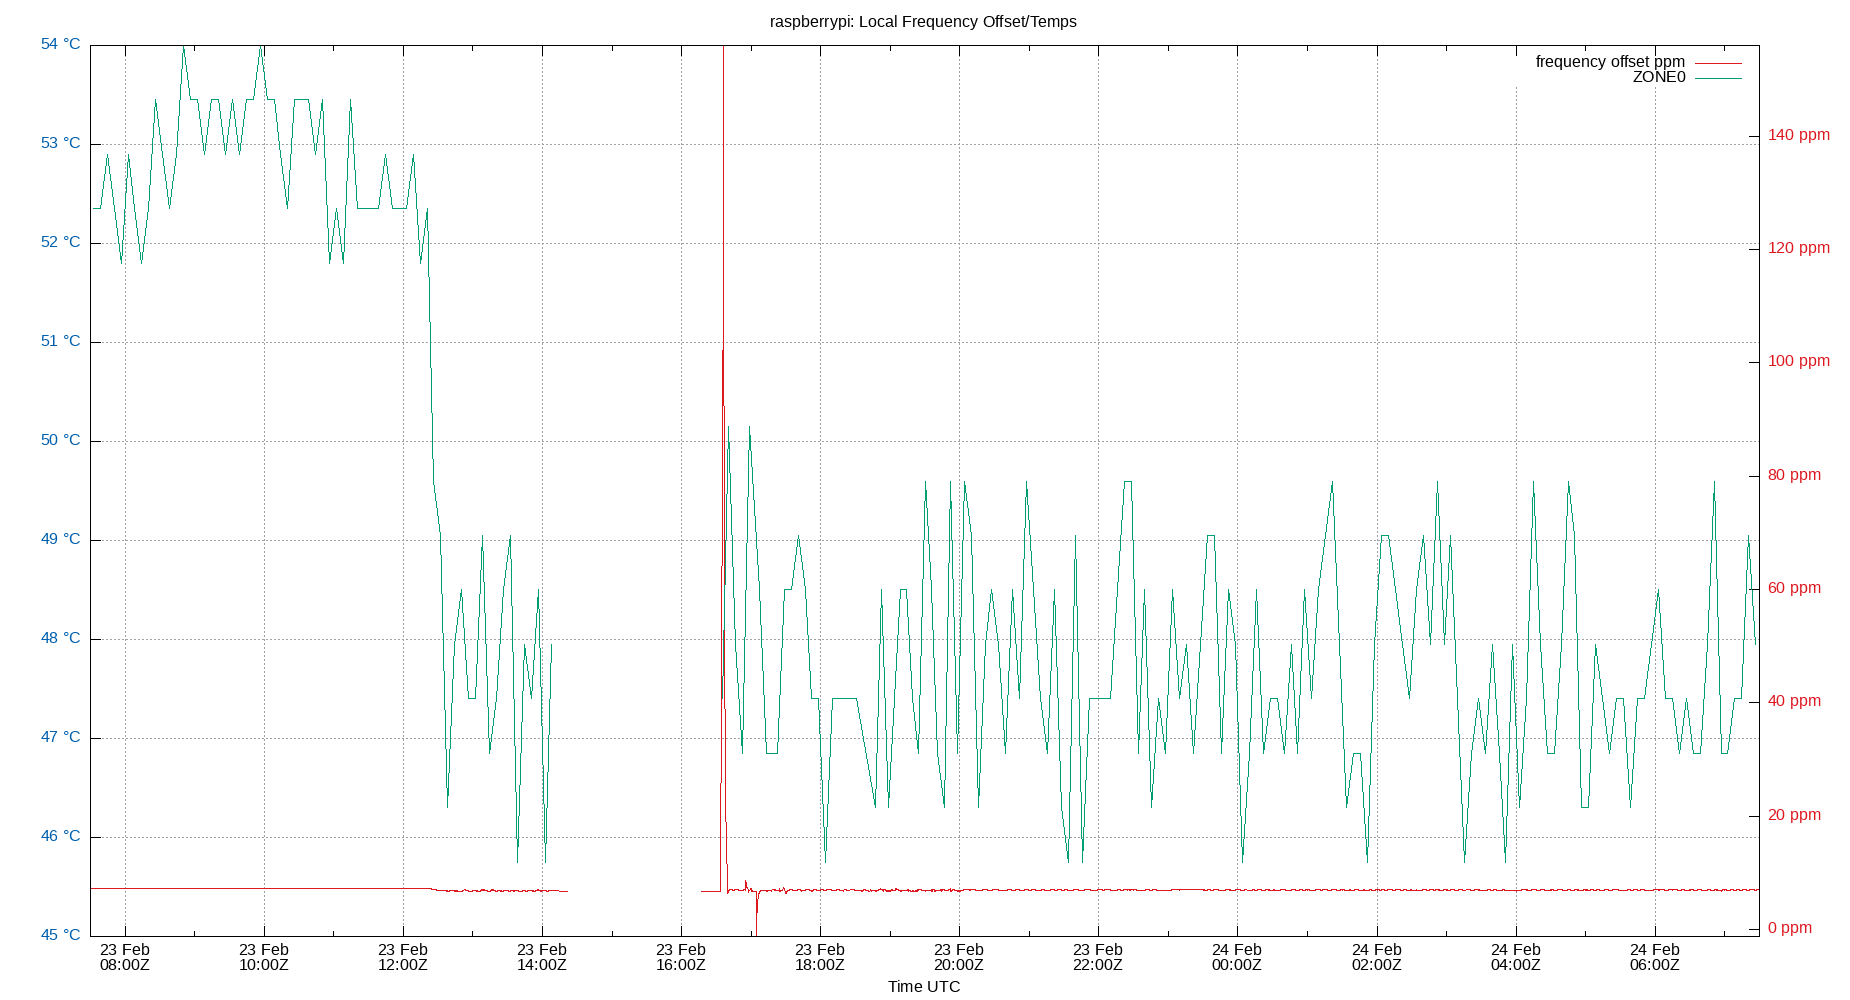 raspberrypi: Local Frequency Offset/Temps
frequency offset ppm
ZONE0
54 °C
53 °C
52 °C
51 °C
50 °C
49 °C
48 °C
47 °C
46 °C
45 °C
140 ppm
120 ppm
100 ppm
80 ppm
60 ppm
40 ppm
20 ppm
0 ppm
23 Feb
08:00Z
23 Feb
10:00Z
23 Feb
12:00Z
23 Feb
14:00Z
23 Feb
16:00Z
23 Feb
18:00Z
23 Feb
20:00Z
23 Feb
22:00Z
24 Feb
00:00Z
24 Feb
02:00Z
24 Feb
04:00Z
24 Feb
06:00Z
Time UTC